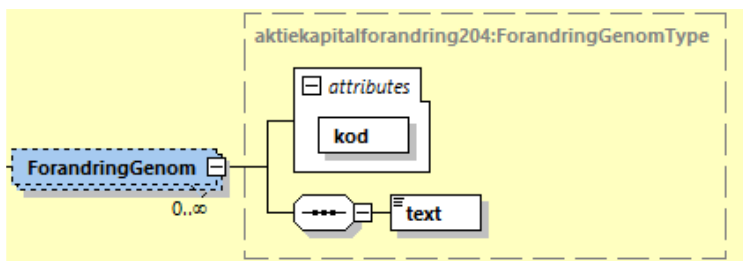 aktiekapitalforandring204:ForandringGenomType
attributes
kod
ForandringGenom
0..∞
text